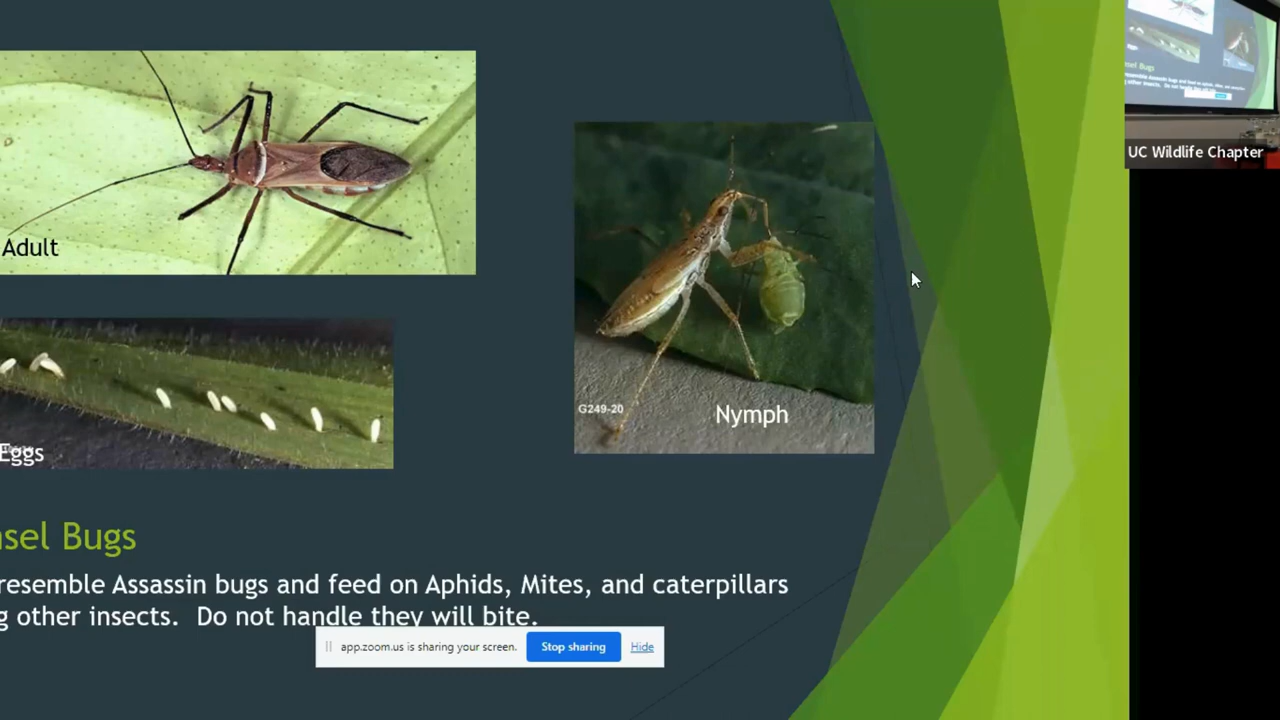 UC Wildlife Chapter
Adult
G249-20
Nymph
Eggs
sel Bugs
resemble Assassin bugs and feed on Aphids, Mites, and caterpillars
g other insects. Do not handle they will bite.
app.zoom.us is sharing your screen.
Stop sharing
Hide